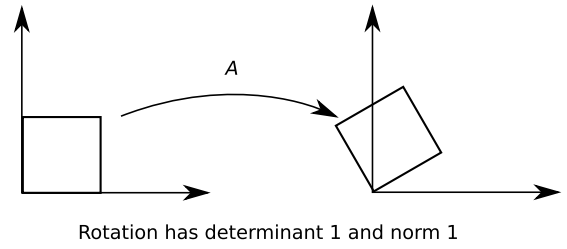 A
Rotation has determinant 1 and norm 1